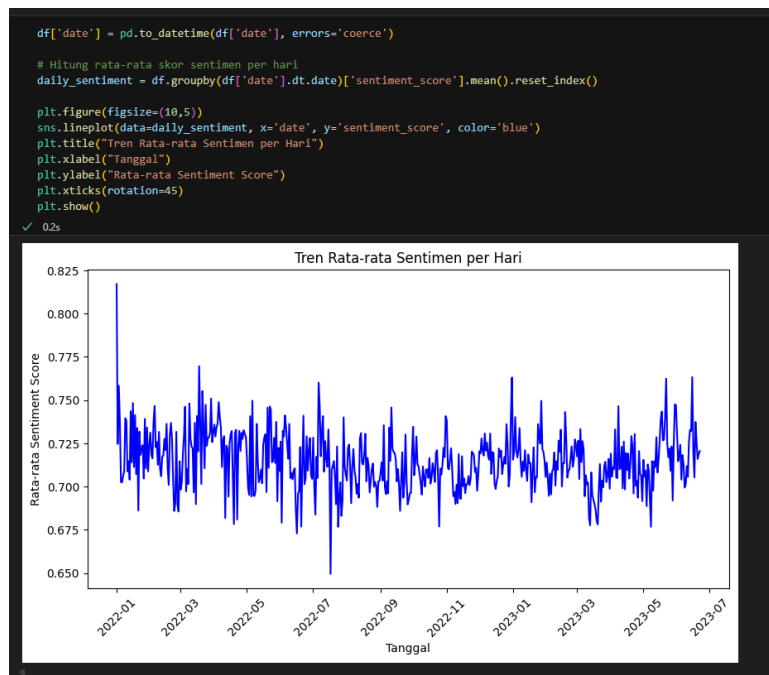 df['date'] = pd.to_datetime(df['date'], errors='coerce')
# Hitung rata-rata skor sentimen per hari
daily_sentiment = df.groupby(df['date'].dt.date)['sentiment_score'].mean().reset_index()
plt.figure(figsize=(10,5))
sns.lineplot(data=daily_sentiment, x='date', y='sentiment_score', color='blue')
plt.title("Tren Rata-rata Sentimen per Hari")
plt.xlabel("Tanggal")
plt.ylabel("Rata-rata Sentiment Score")
plt.xticks(rotation=45)
plt.show()
✓ 0.2s
Tren Rata-rata Sentimen per Hari
0.825
0.800
0.775
0.750
0.725
0.700
0.675
0.650
Rata-rata Sentiment Score
2022-01
2022-03
2022-05
2022-07
2022-09
2022-11
2023-01
2023-03
2023-05
2023-07
Tanggal